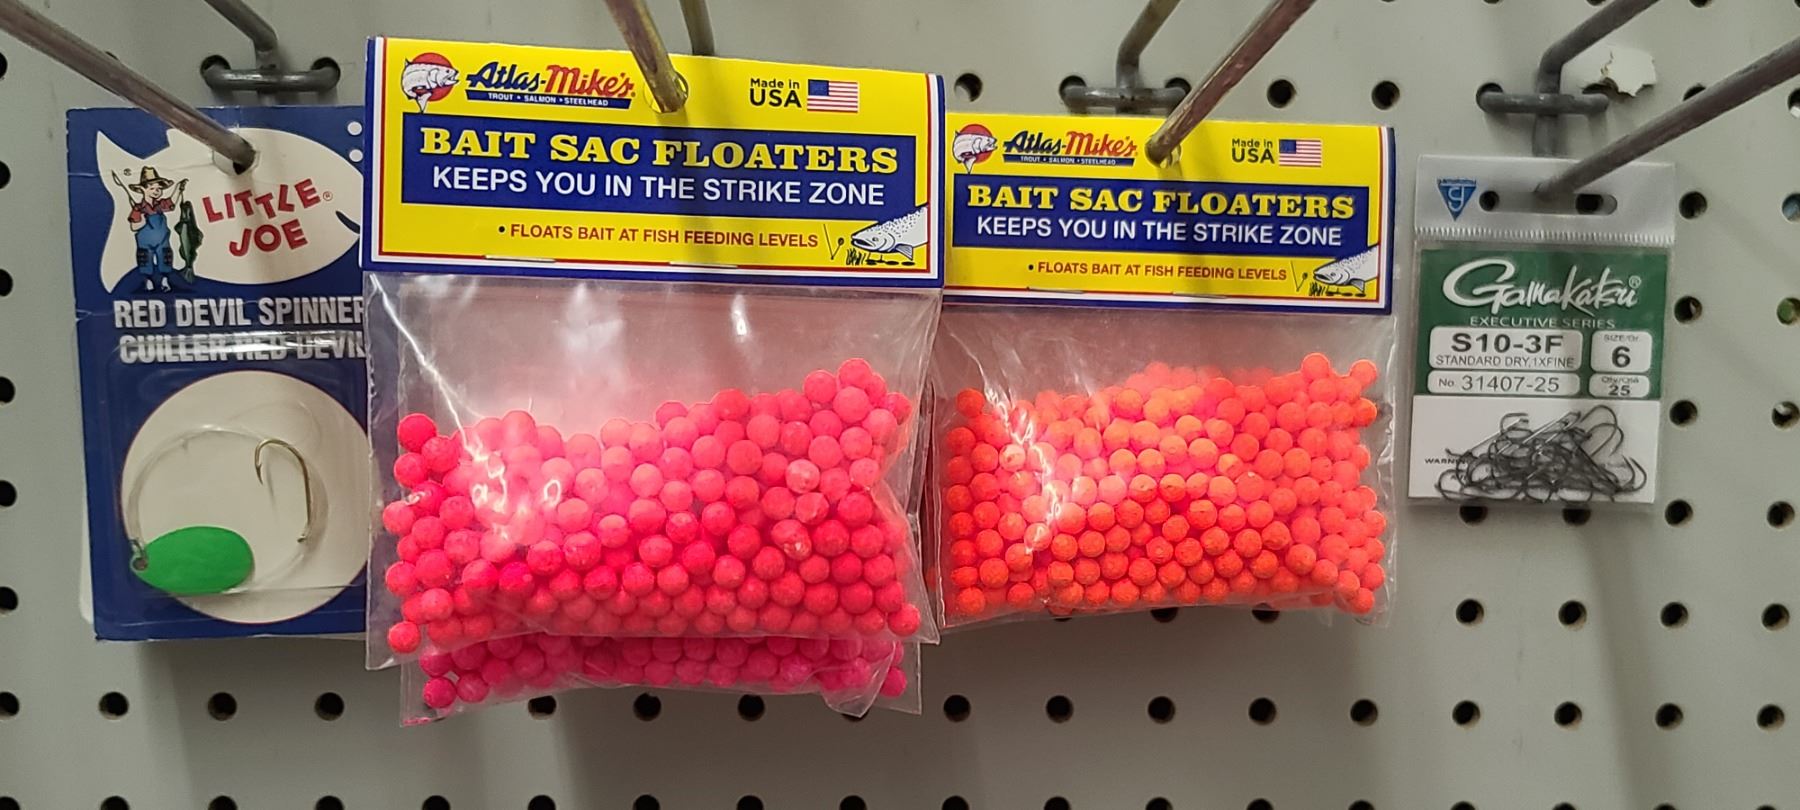 LITTLE
JOE®
RED DEVIL SPINNER
CUILLER RED DEVIL
Atlas-Mike's
TROUT • SALMON • STEELHEAD
Made in
USA
BAIT SAC FLOATERS
KEEPS YOU IN THE STRIKE ZONE
• FLOATS BAIT AT FISH FEEDING LEVELS
Atlas-Mike's
TROUT • SALMON • STEELHEAD
Made in
USA
BAIT SAC FLOATERS
KEEPS YOU IN THE STRIKE ZONE
• FLOATS BAIT AT FISH FEEDING LEVELS
Gamakatsu®
EXECUTIVE SERIES
S10-3F
STANDARD DRY, 1XFINE
No. 31407-25
6
25